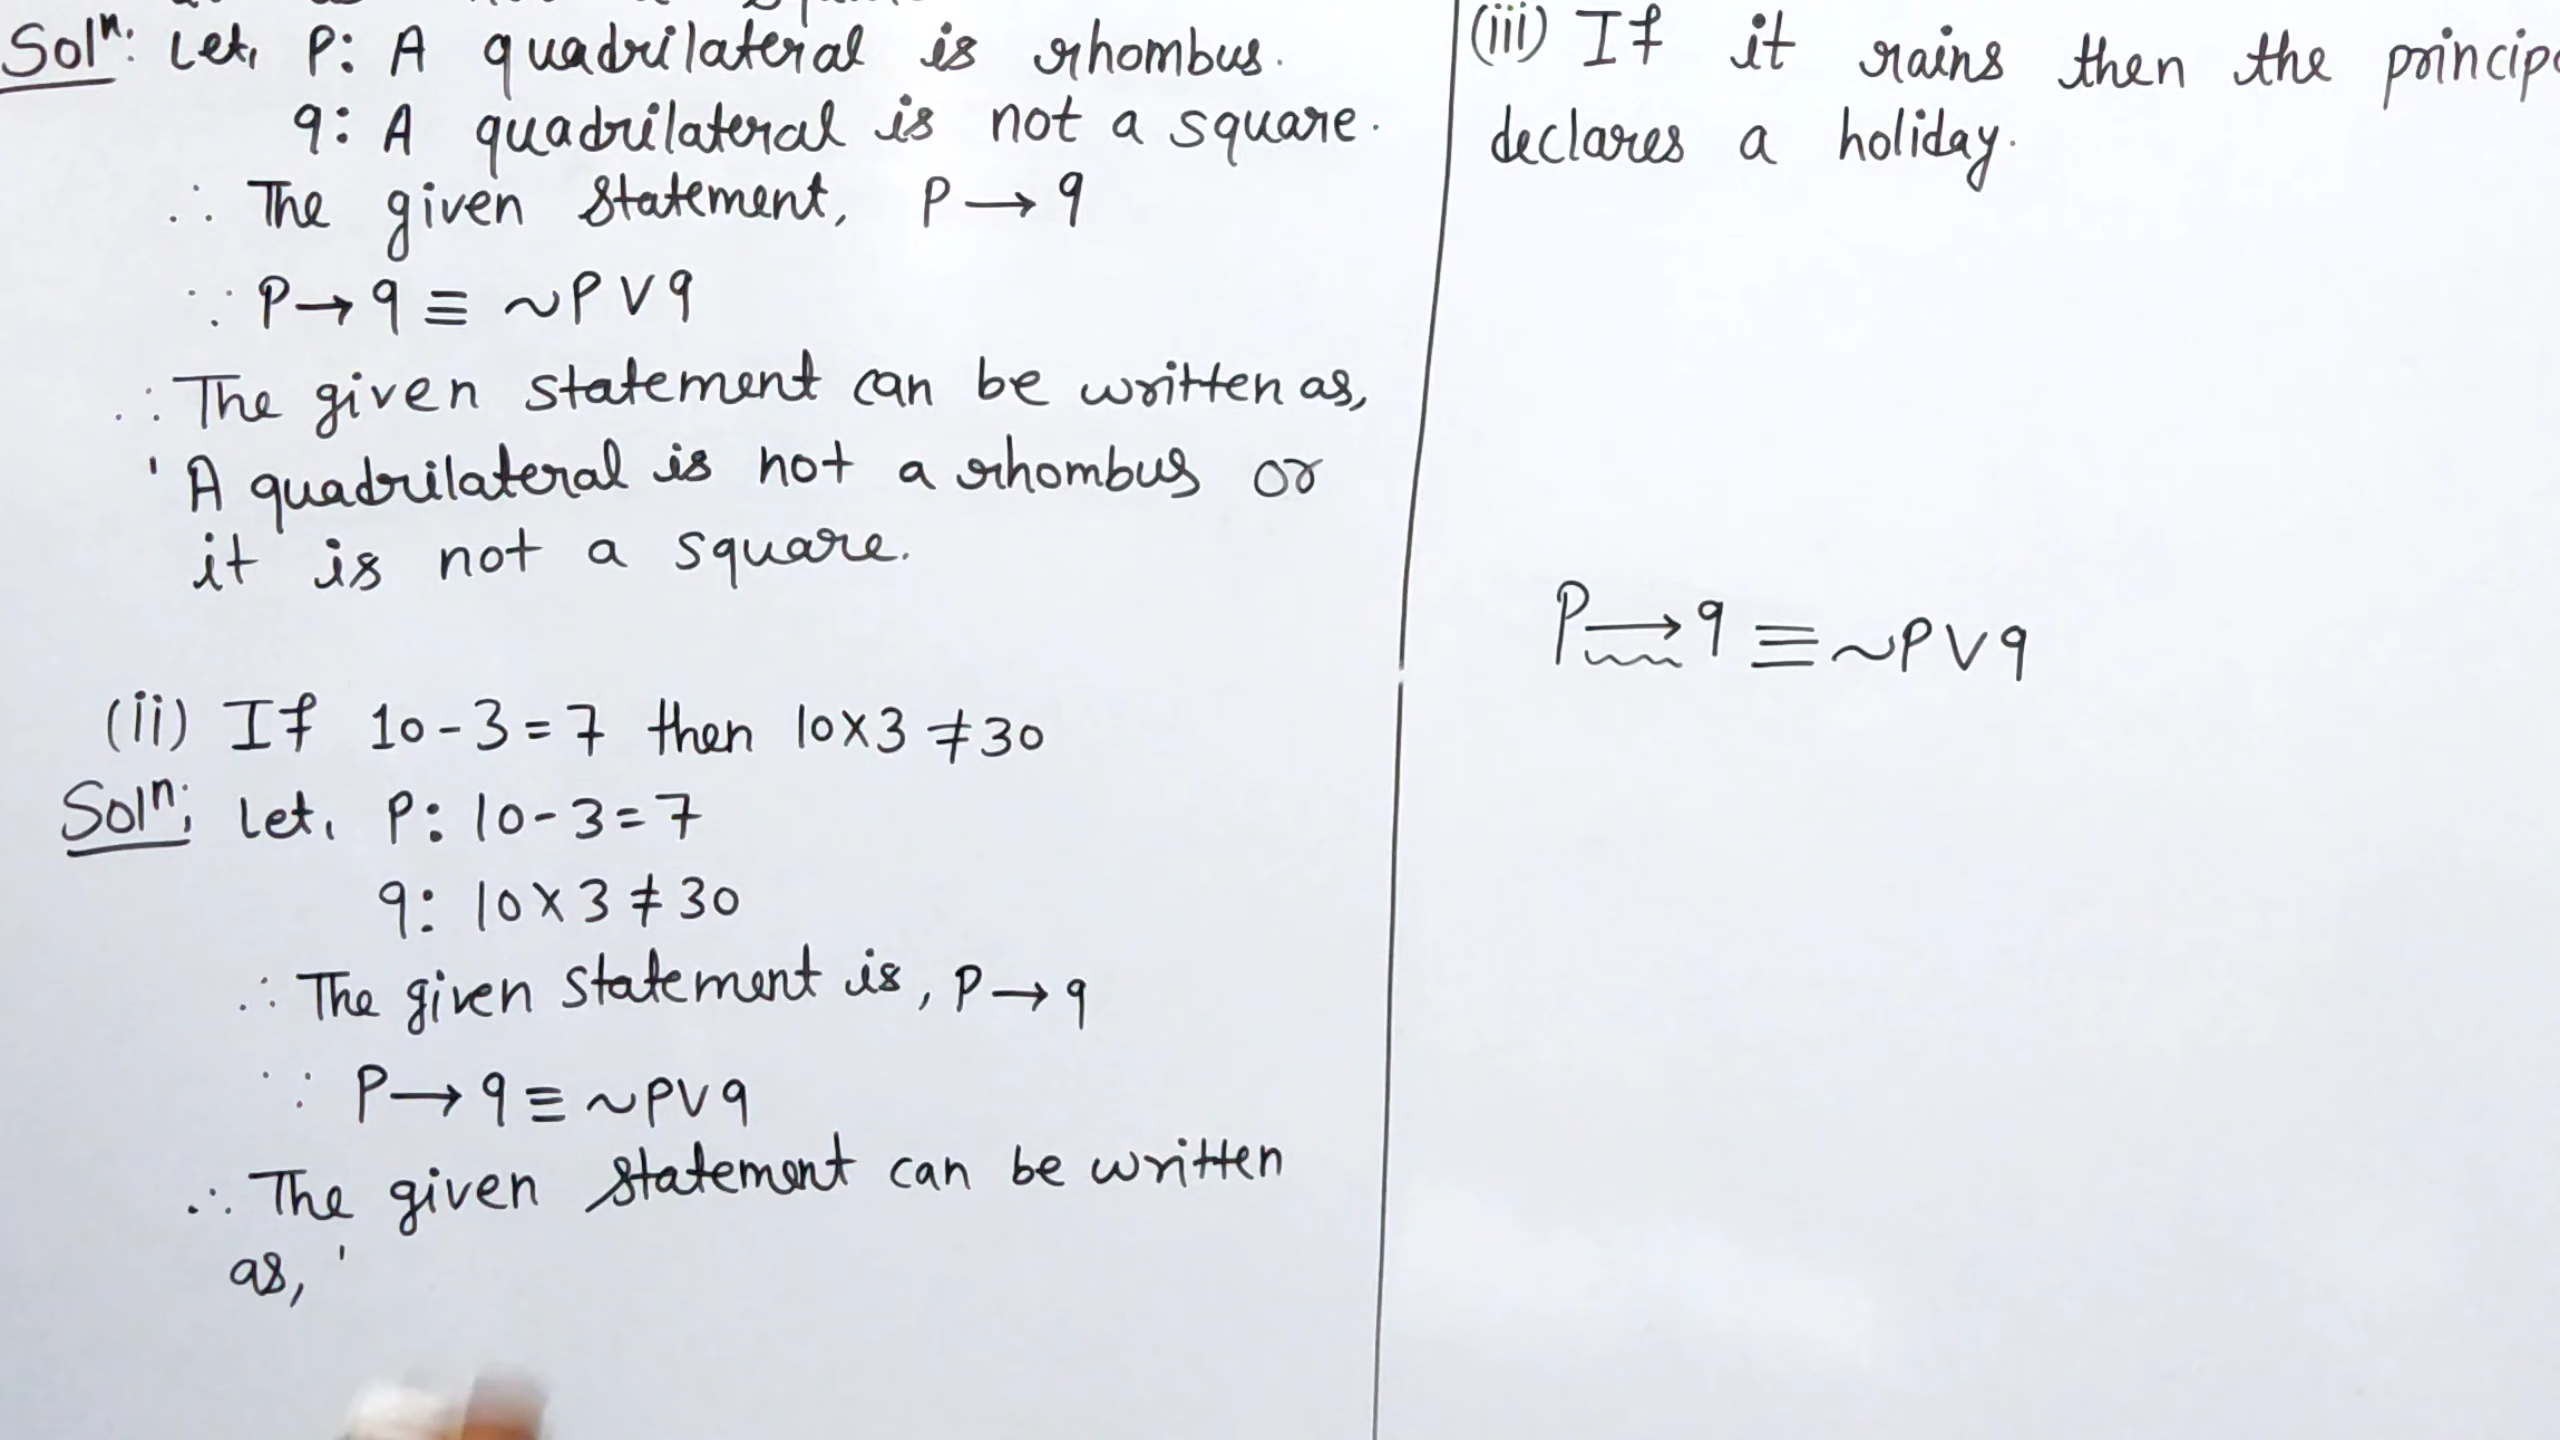 Solⁿ: Let, P: A quadrilateral is rhombus.
q: A quadrilateral is not a square.
∴ The given statement, P → q
∵ P → q ≡ ~P ∨ q
∴ The given statement can be written as,
' A quadrilateral is not a rhombus or
it is not a square.
(ii) If 10 - 3 = 7 then 10 × 3 ≠ 30
Solⁿ: Let, P: 10 - 3 = 7
q: 10 × 3 ≠ 30
∴ The given statement is, P → q
∵ P → q ≡ ~P ∨ q
∴ The given statement can be written
as, '
(iii) If it rains then the
declares a holiday.
P → q ≡ ~P ∨ q